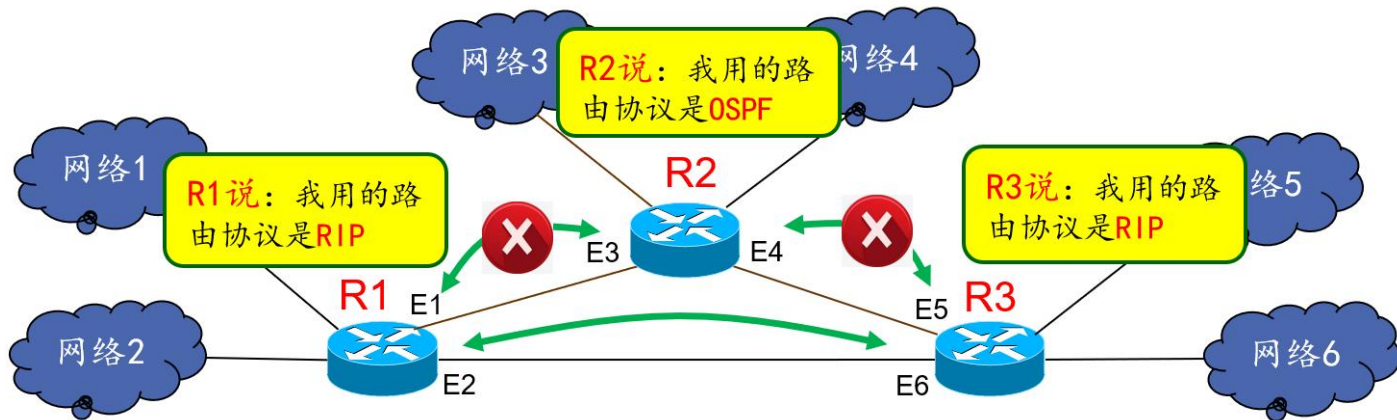 网络3
R2说：我用的路
由协议是OSPF
网络4
网络1
R1说：我用的路
由协议是RIP
R2
R3说：我用的路
由协议是RIP
络5
E3
E4
R1
E1
E5
R3
网络2
E2
E6
网络6